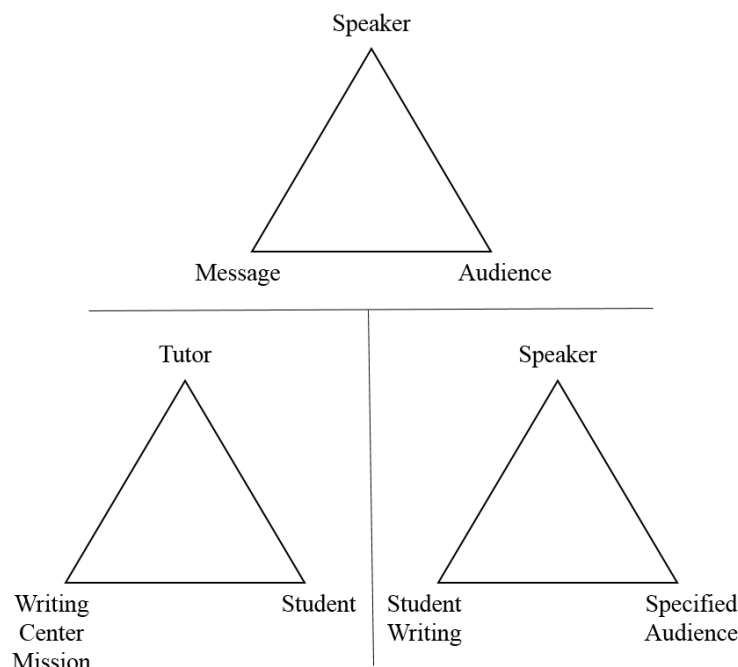 Speaker
Message
Audience
Tutor
Speaker
Writing
Center
Mission
Student
Student
Writing
Specified
Audience